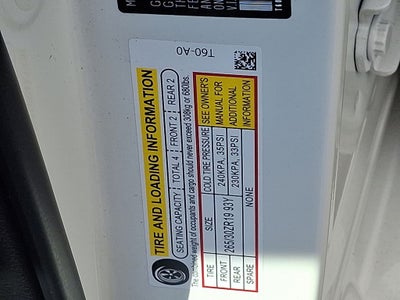 TIRE AND LOADING INFORMATION
SEATING CAPACITY TOTAL 4 FRONT 2 REAR 2
The combined weight of occupants and cargo should never exceed 308kg or 680lbs.
TIRE SIZE COLD TIRE PRESSURE SEE OWNER'S MANUAL FOR ADDITIONAL INFORMATION
FRONT 265/30ZR19 93Y 240KPA, 35PSI
REAR 230KPA, 33PSI
SPARE NONE
T60-A0